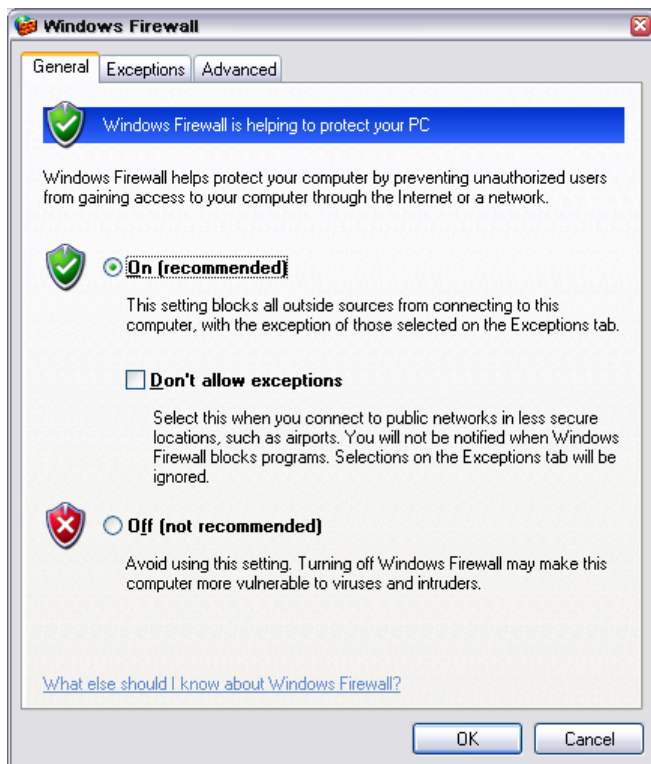 Windows Firewall
General Exceptions Advanced
Windows Firewall is helping to protect your PC
Windows Firewall helps protect your computer by preventing unauthorized users
from gaining access to your computer through the Internet or a network.
On (recommended)
This setting blocks all outside sources from connecting to this
computer, with the exception of those selected on the Exceptions tab.
Don't allow exceptions
Select this when you connect to public networks in less secure
locations, such as airports. You will not be notified when Windows
Firewall blocks programs. Selections on the Exceptions tab will be
ignored.
Off (not recommended)
Avoid using this setting. Turning off Windows Firewall may make this
computer more vulnerable to viruses and intruders.
What else should I know about Windows Firewall?
OK Cancel